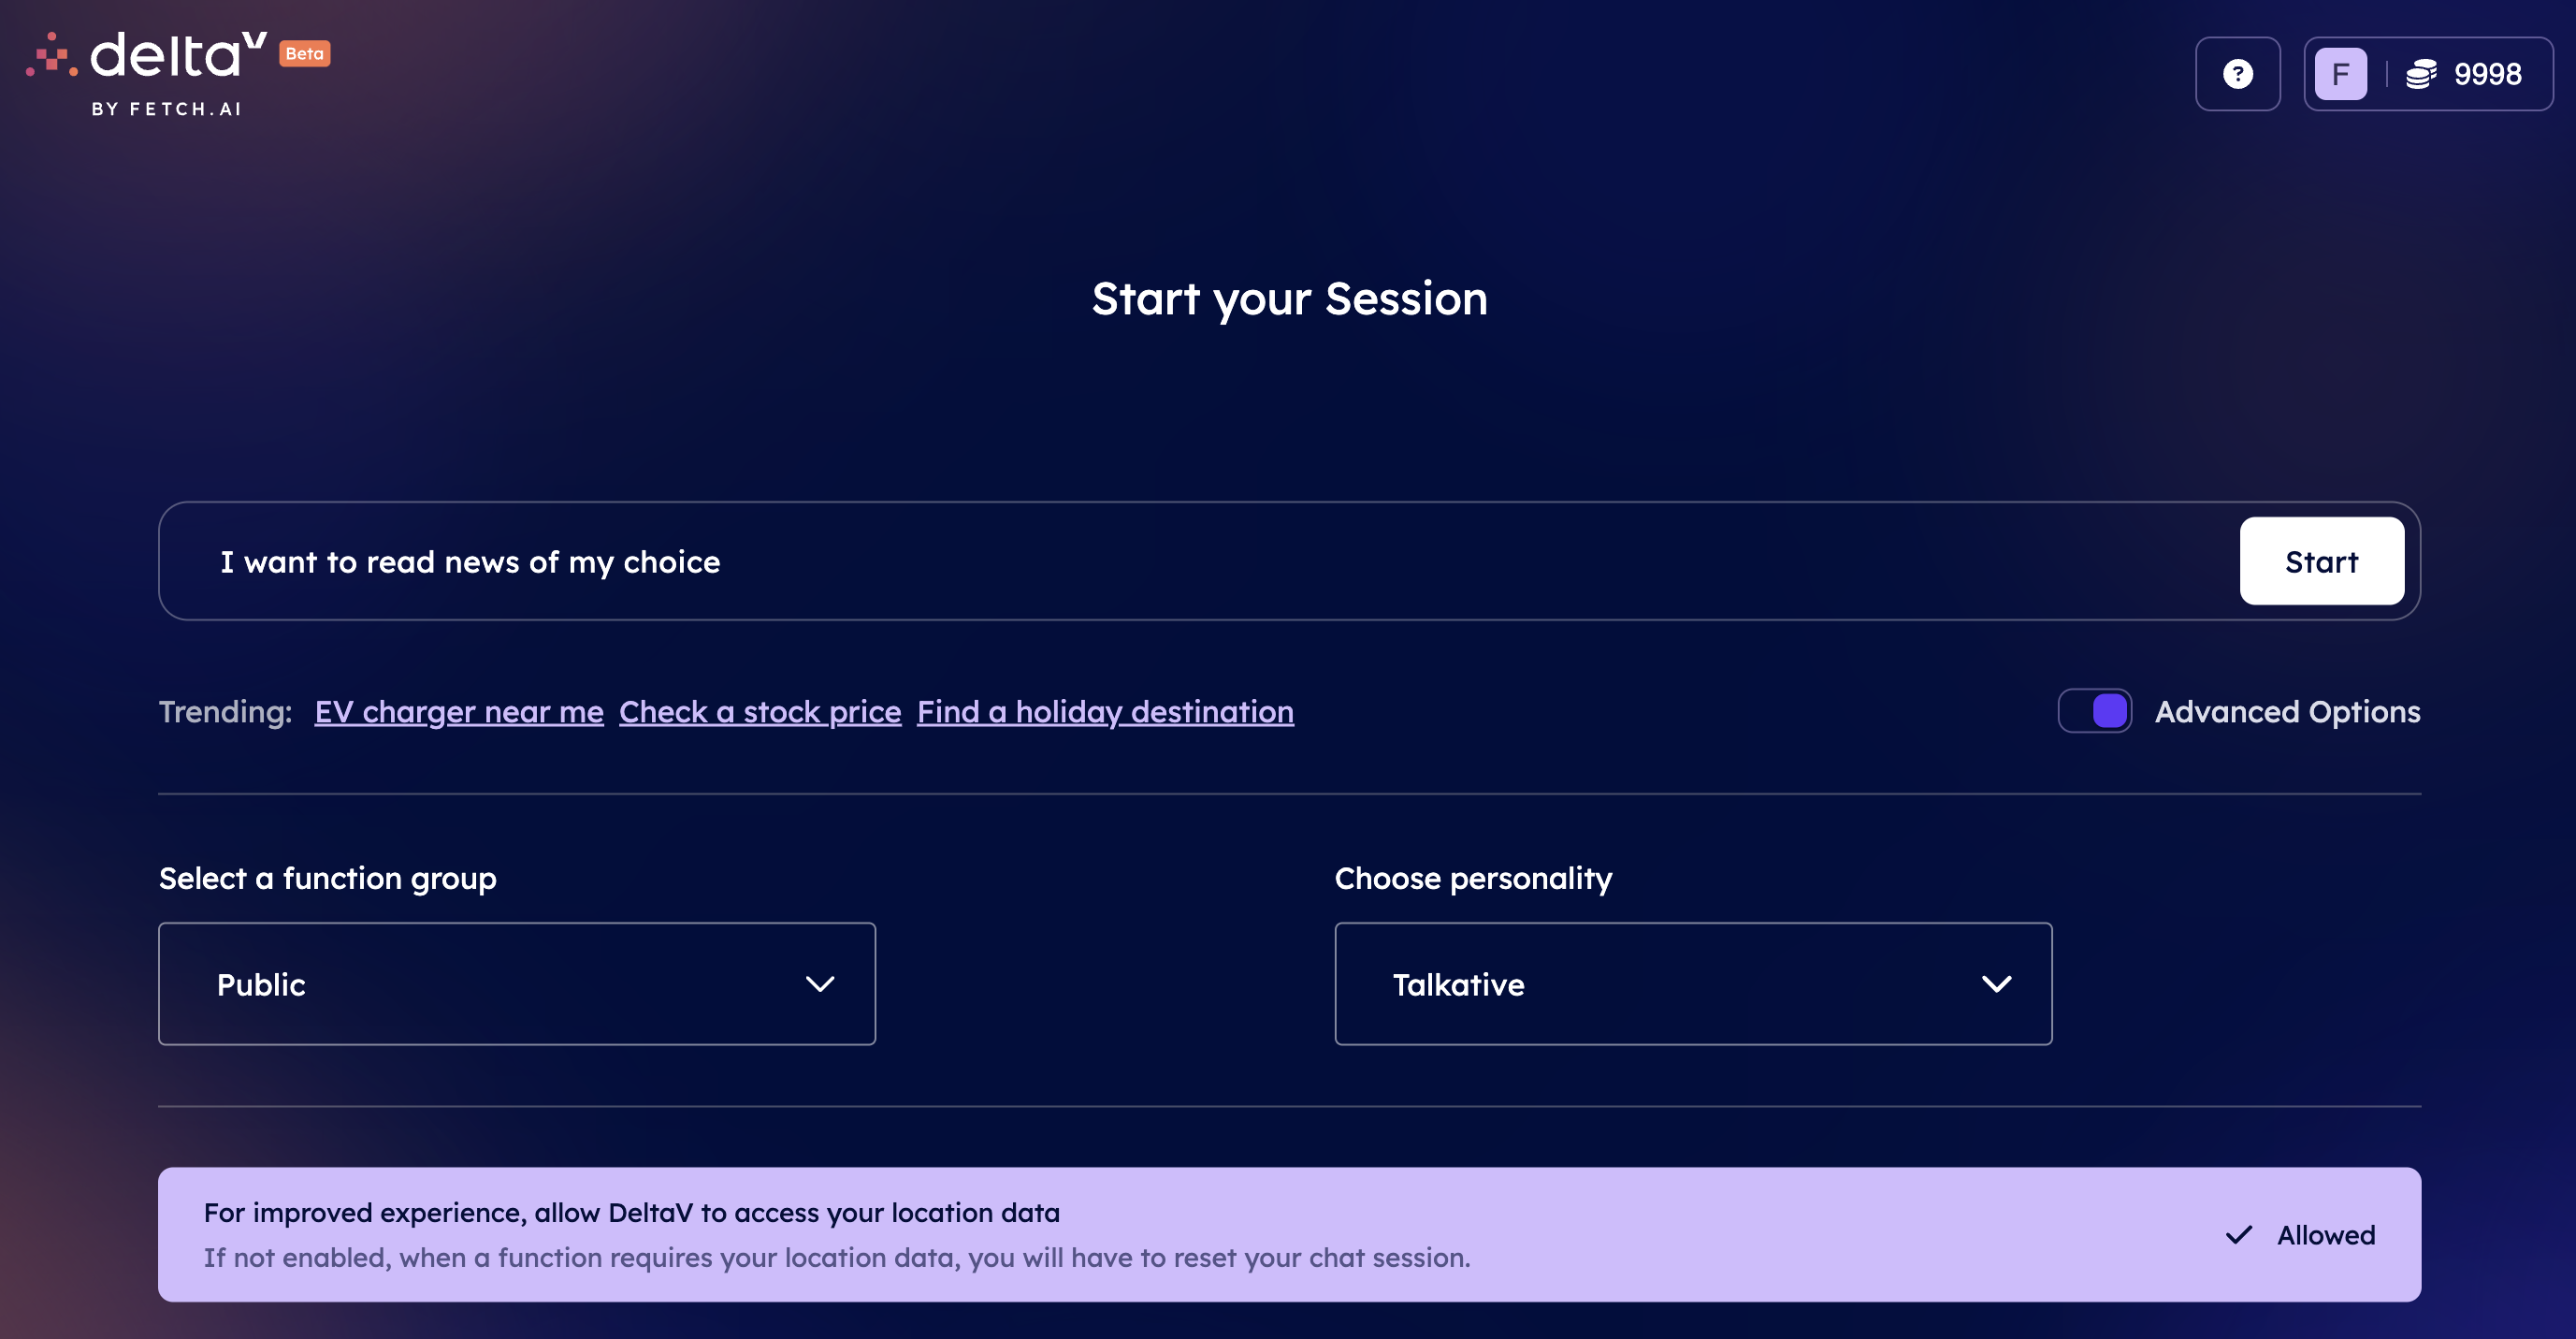 deltaV Beta
BY FETCH.AI
? F 9998
Start your Session
I want to read news of my choice Start
Trending: EV charger near me Check a stock price Find a holiday destination Advanced Options
Select a function group Choose personality
Public Talkative
For improved experience, allow DeltaV to access your location data
If not enabled, when a function requires your location data, you will have to reset your chat session.
Allowed